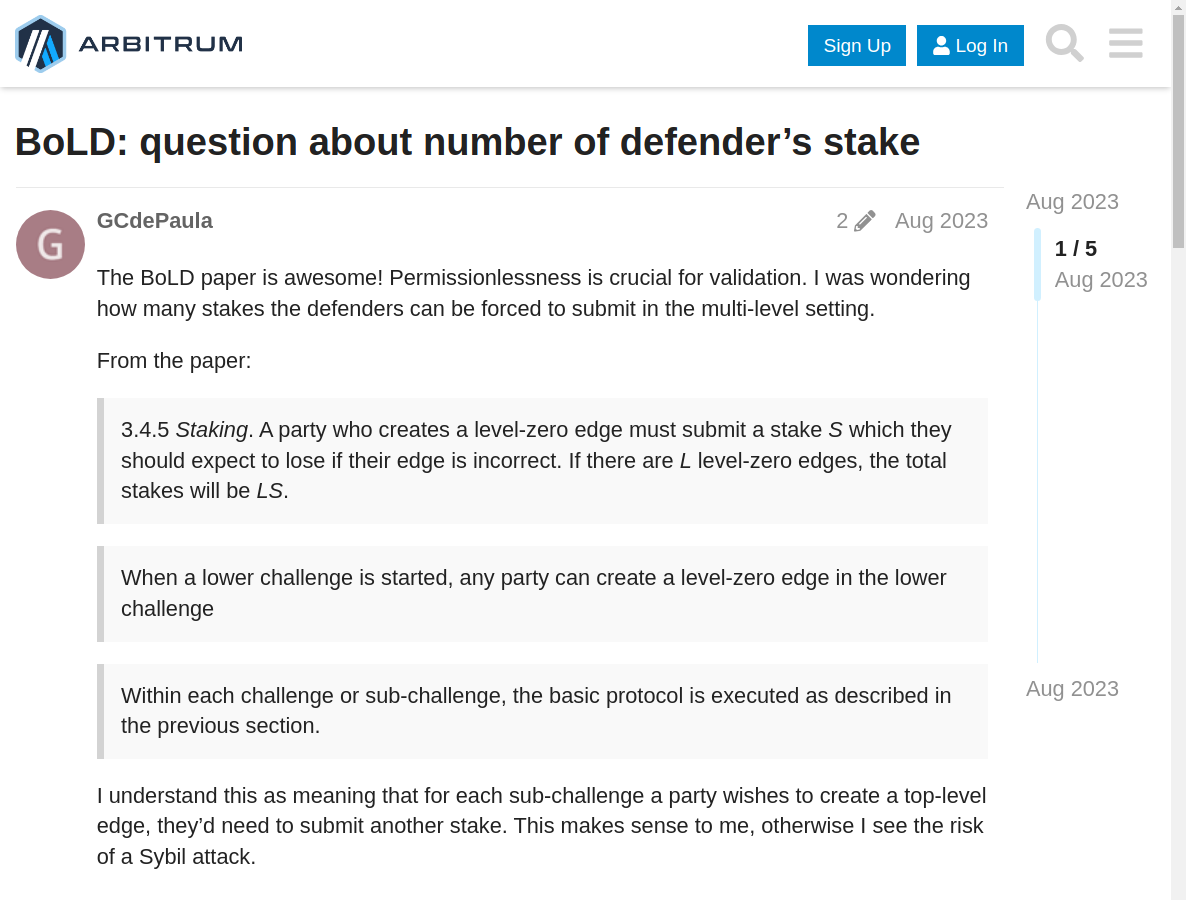 ARBITRUM
Sign Up
Log In
BoLD: question about number of defender’s stake
G
GCdePaula
2
Aug 2023
The BoLD paper is awesome! Permissionlessness is crucial for validation. I was wondering
how many stakes the defenders can be forced to submit in the multi-level setting.
From the paper:
3.4.5 Staking. A party who creates a level-zero edge must submit a stake S which they
should expect to lose if their edge is incorrect. If there are L level-zero edges, the total
stakes will be LS.
When a lower challenge is started, any party can create a level-zero edge in the lower
challenge
Within each challenge or sub-challenge, the basic protocol is executed as described in
the previous section.
I understand this as meaning that for each sub-challenge a party wishes to create a top-level
edge, they’d need to submit another stake. This makes sense to me, otherwise I see the risk
of a Sybil attack.
Aug 2023
1 / 5
Aug 2023
Aug 2023